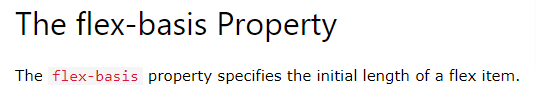 The flex-basis Property
The flex-basis property specifies the initial length of a flex item.